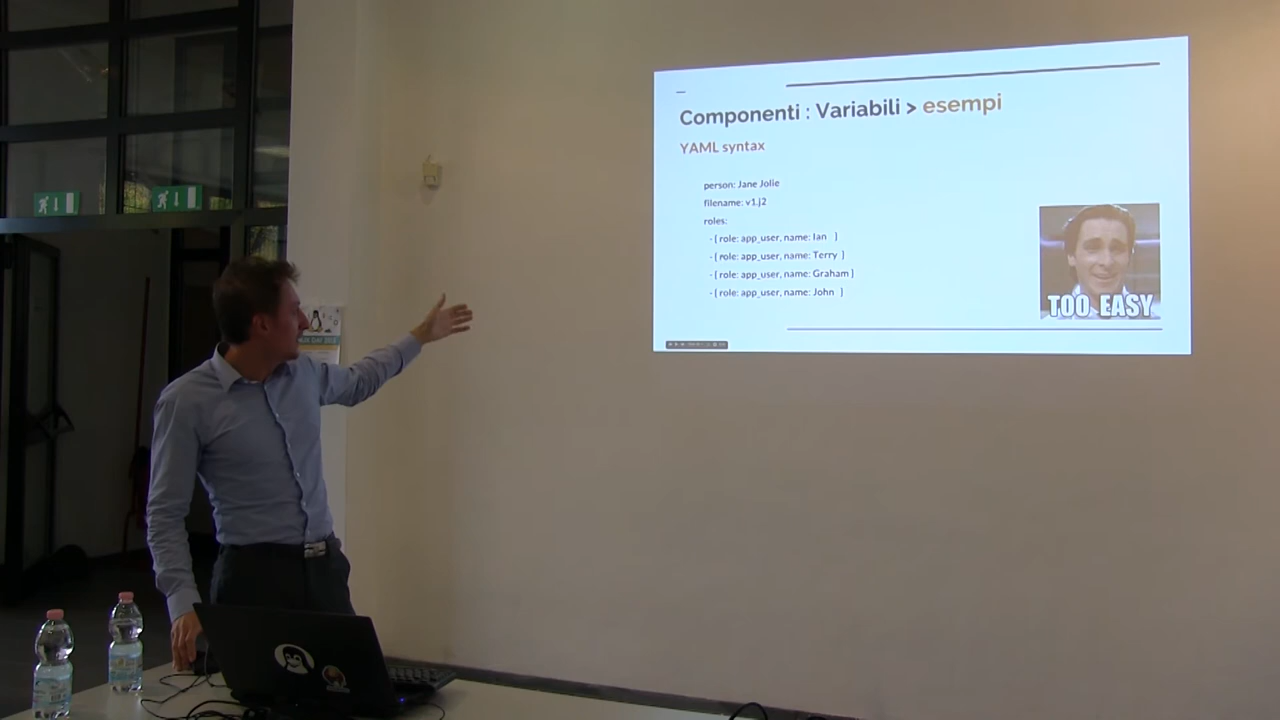 Componenti : Variabili > esempi
YAML syntax
person: Jane Jolie
filename: v1.j2
roles:
- { role: app_user, name: Ian }
- { role: app_user, name: Terry }
- { role: app_user, name: Graham }
- { role: app_user, name: John }
TOO EASY